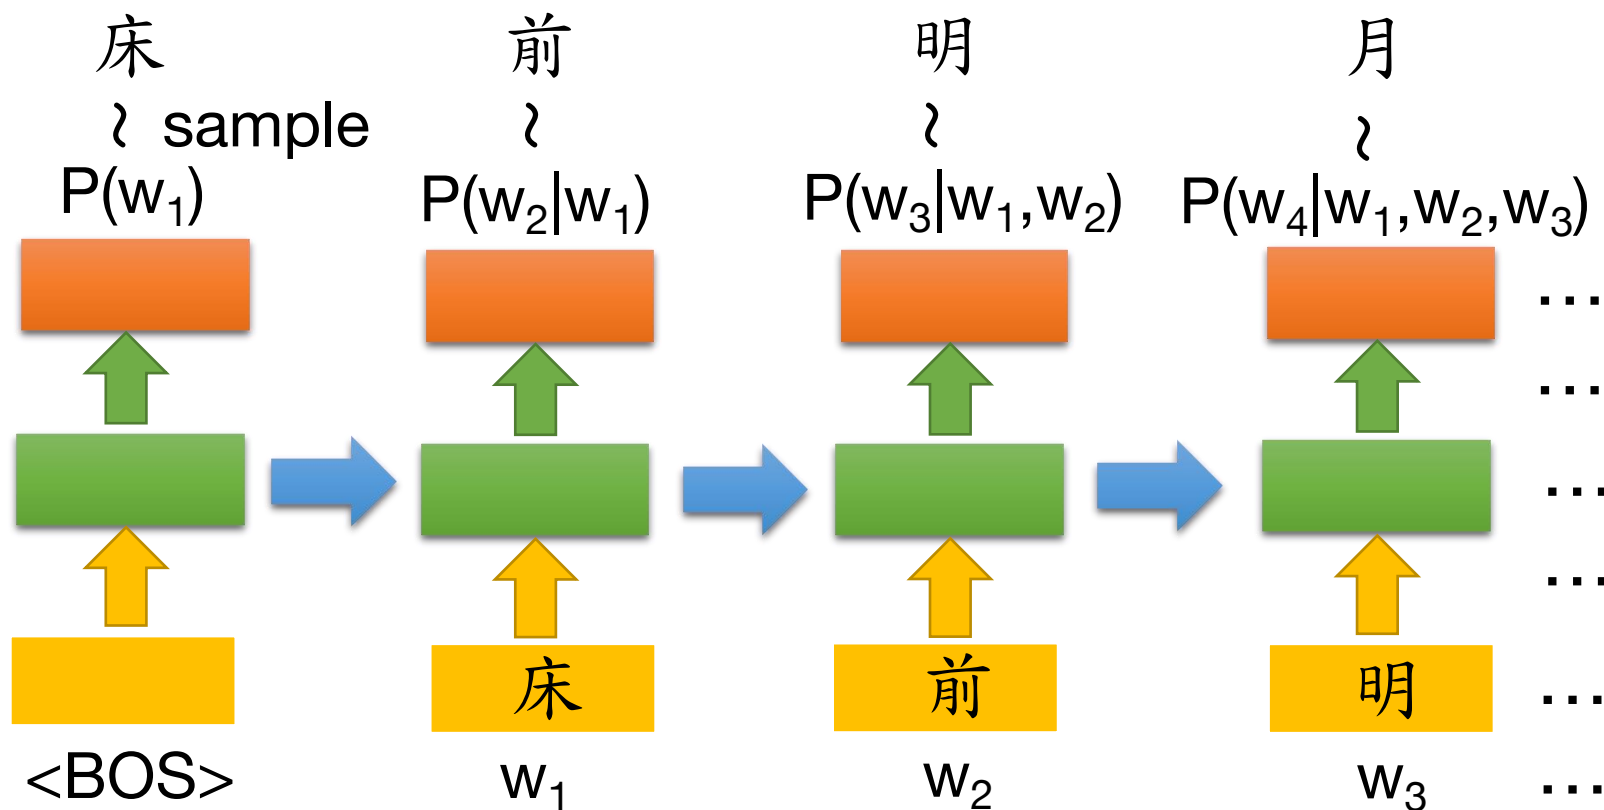 床 前 明 月
~ sample ~ ~ ~
P(w₁) P(w₂|w₁) P(w₃|w₁,w₂) P(w₄|w₁,w₂,w₃)
…
…
…
…
床 前 明 …
<BOS> w₁ w₂ w₃ …